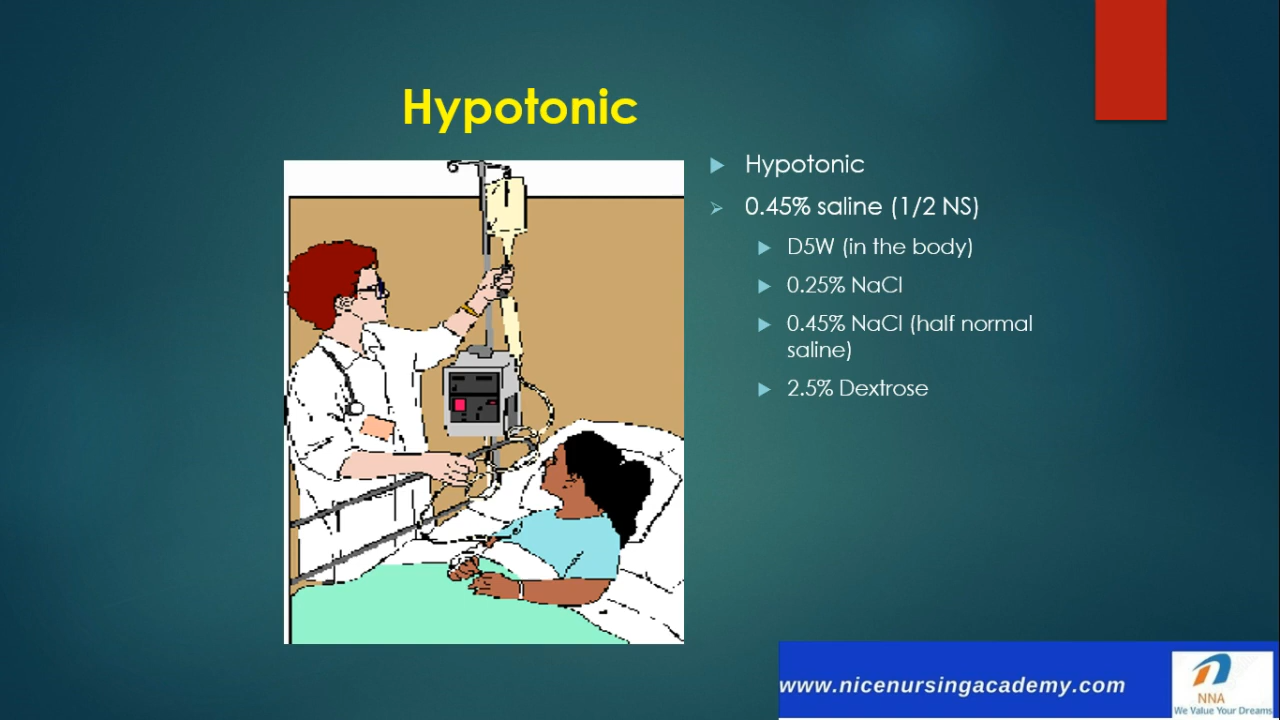 Hypotonic
Hypotonic
0.45% saline (1/2 NS)
D5W (in the body)
0.25% NaCl
0.45% NaCl (half normal
saline)
2.5% Dextrose
www.nicenursingacademy.com
NNA
We Value Your Dreams